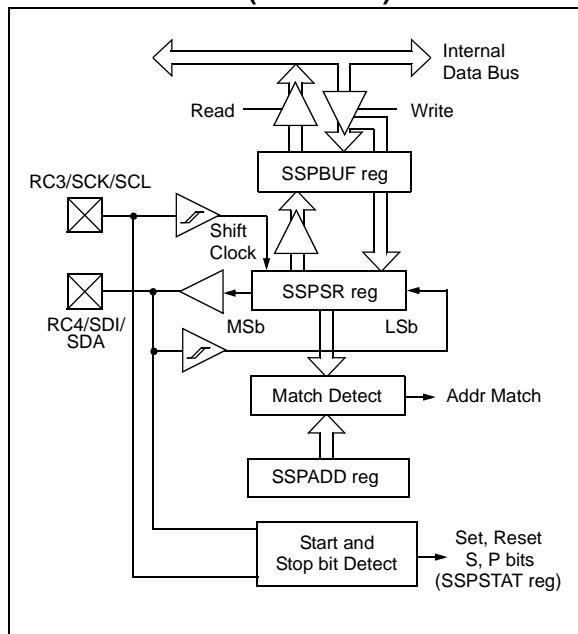 Internal
Data Bus
Read
Write
SSPBUF reg
RC3/SCK/SCL
Shift
Clock
SSPSR reg
MSb
LSb
RC4/SDI/
SDA
Match Detect
Addr Match
SSPADD reg
Start and
Stop bit Detect
Set, Reset
S, P bits
(SSPSTAT reg)